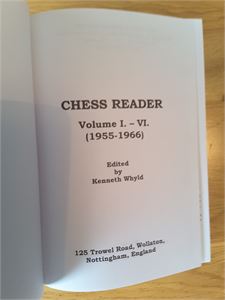 CHESS READER
Volume I. – VI.
(1955-1966)
Edited
by
Kenneth Whyld
125 Trowel Road, Wollaton,
Nottingham, England